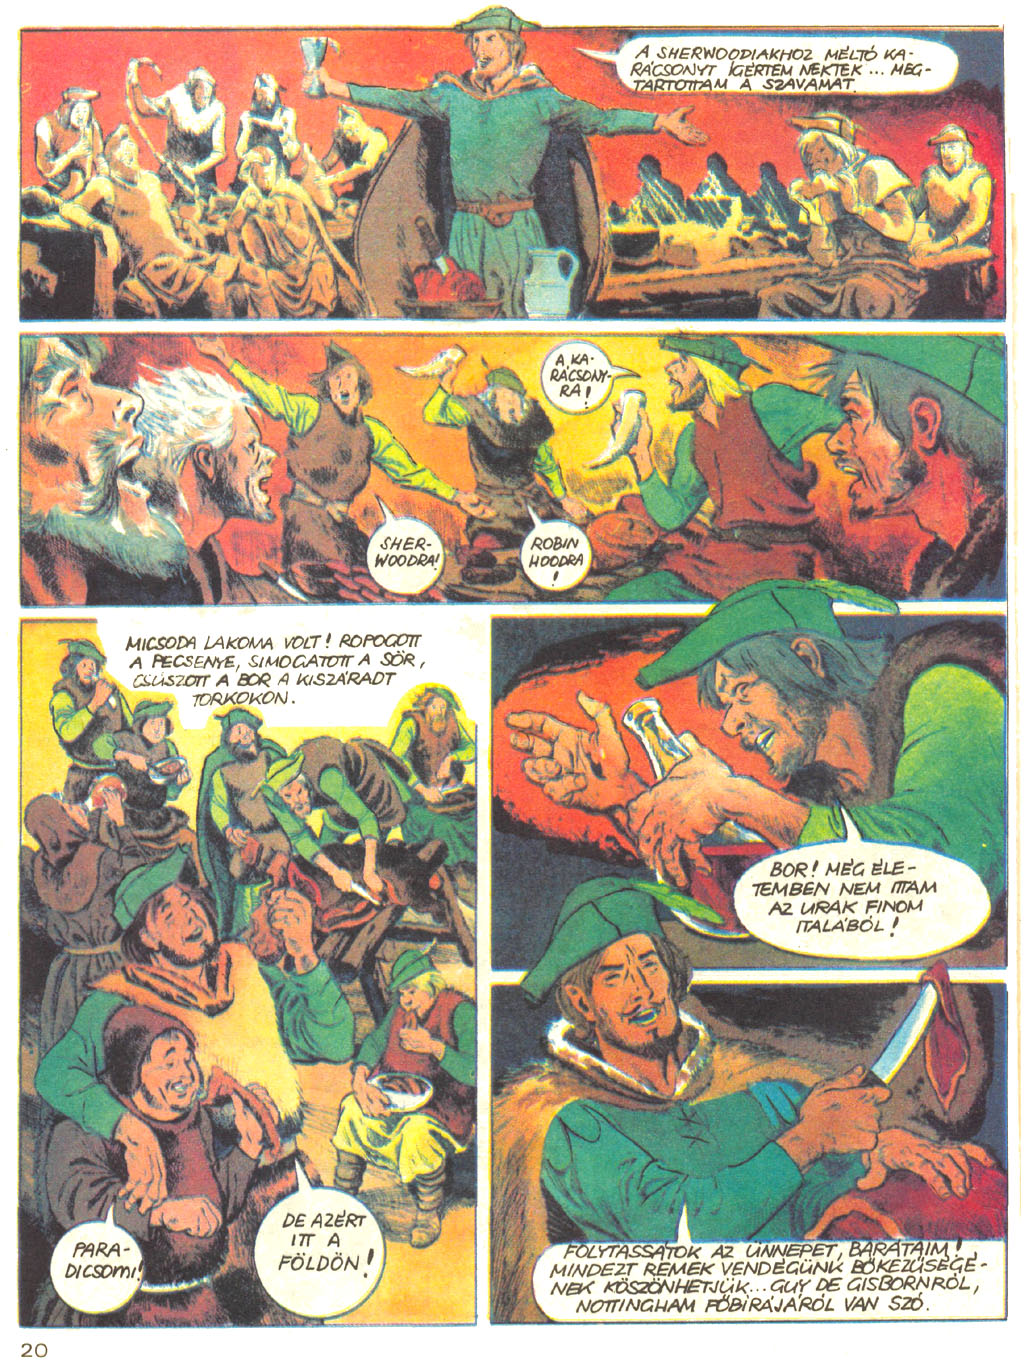 A SHERWOODIAKHOZ MÉLTÓ KA-
RÁCSONYT IGÉRTEM NEKTEK ... MEG-
TARTOTTAM A SZAVAMAT.
A KA-
RÁCSONY-
RA!
SHER-
WOODRA!
ROBIN
HOODRA
!
MICSODA LAKOMA VOLT! ROPOGOTT
A PECSENYE, SIMOGATOTT A SÖR,
CSÚSZOTT A BOR A KISZÁRADT
TORKOKON.
BOR! MÉG ÉLE-
TEMBEN NEM ITTAM
AZ URAK FINOM
ITALÁBÓL!
PARA-
DICSOMI!
DE AZÉRT
ITT A
FÖLDÖN!
FOLYTASSÁTOK AZ ÜNNEPET, BARÁTAIM!
MINDEZT REMEK VENDÉGÜNK BŐKEZŰSÉGÉ-
NEK KÖSZÖNHETJÜK... GUY DE GISBORNRÓL,
NOTTINGHAM FŐBÍRÁJÁRÓL VAN SZÓ.
20